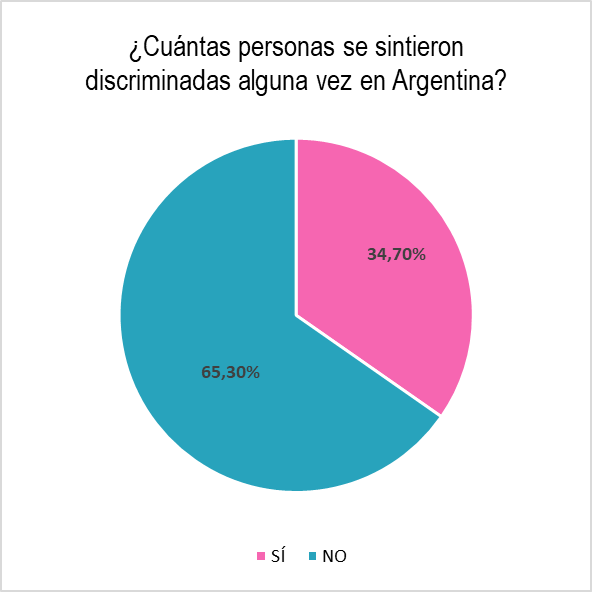 ¿Cuántas personas se sintieron
discriminadas alguna vez en Argentina?
34,70%
65,30%
SÍ NO